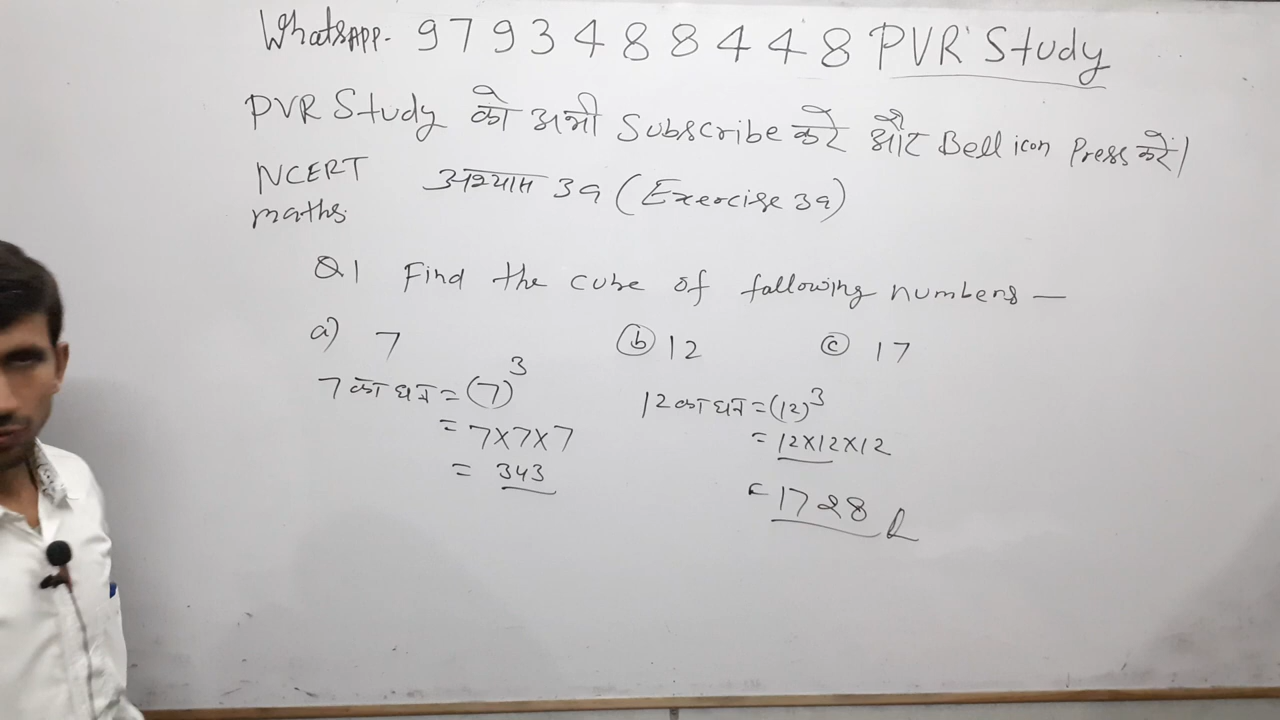 WhatsAPP. 9793488448 PVR Study
PVR Study को अभी Subscribe करें और Bell icon Press करें।
NCERT maths.
अभ्यास 3a (Exercise 3a)
Q.1 Find the cube of following numbers —
a) 7
7 का घन = (7)³
= 7×7×7
= 343
(b) 12
12 का घन = (12)³
= 12×12×12
= 1728
(c) 17